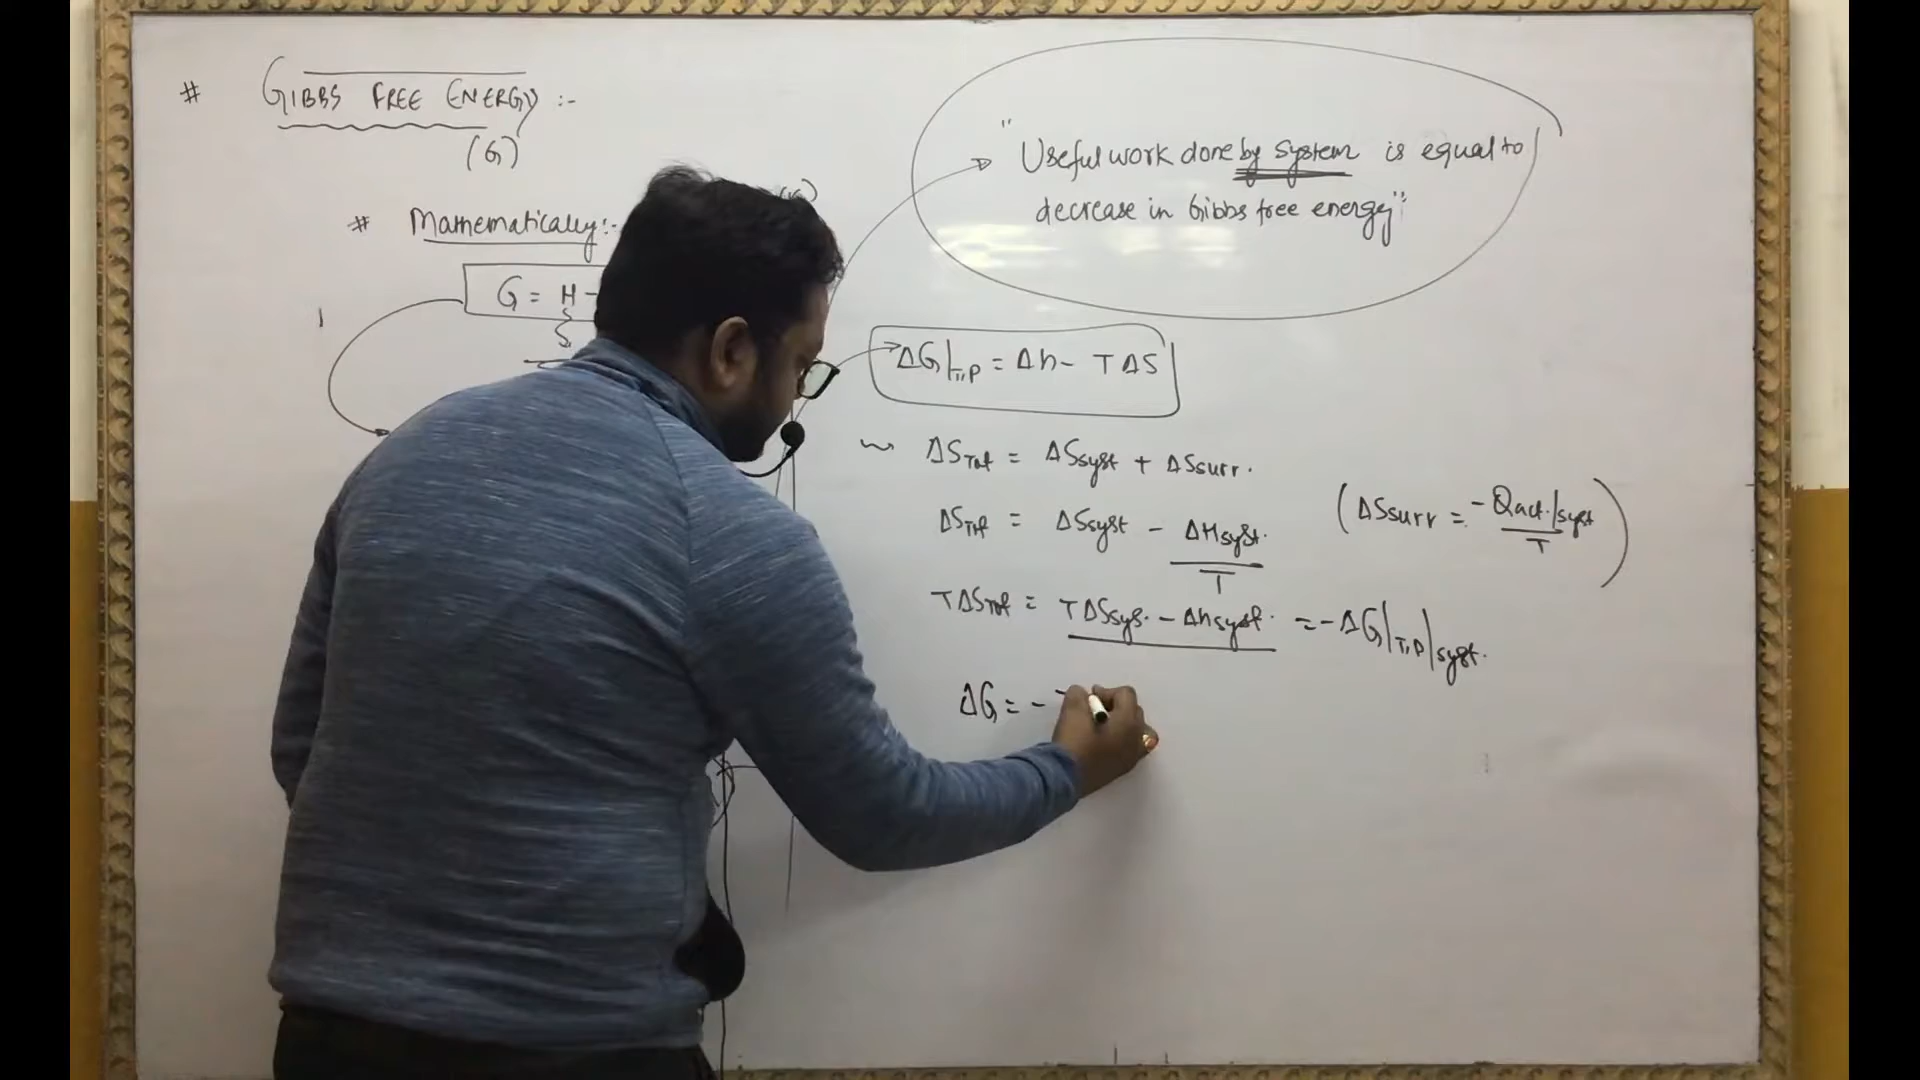 # GIBBS FREE ENERGY :-
(G)
# Mathematically:-
G = H -
"Useful work done by system is equal to
decrease in Gibbs free energy"
ΔG|T,P = Δh - TΔS
ΔSTot = ΔSsyst + ΔSsurr.
ΔSTot = ΔSsyst - ΔHsyst. / T
(ΔSsurr = -Qact.|syst / T)
TΔSTot = TΔSsys. - Δhsyst. = -ΔG|T,P|syst.
ΔG = -